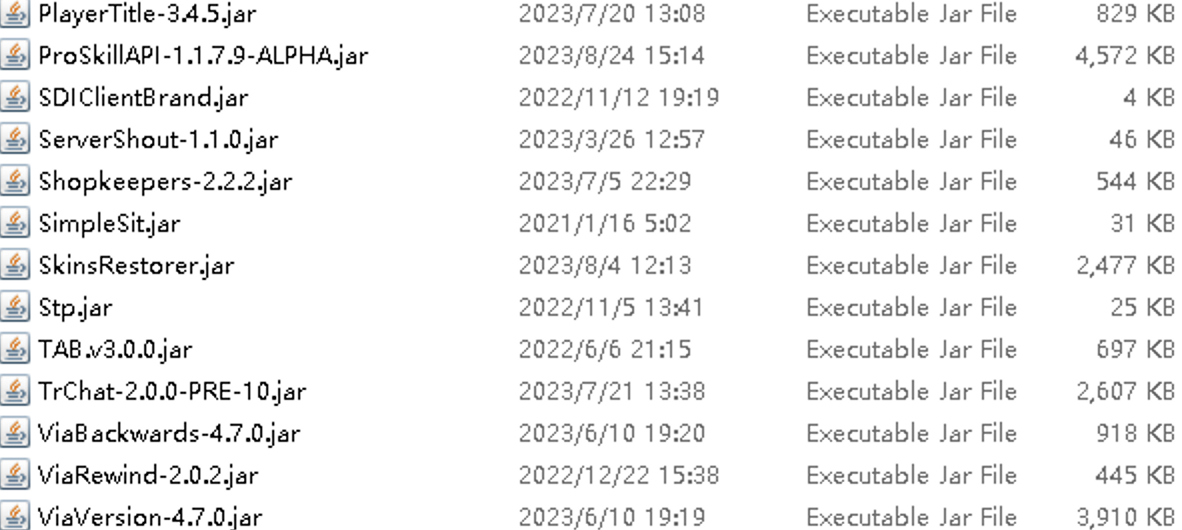 PlayerTitle-3.4.5.jar 2023/7/20 13:08 Executable Jar File 829 KB
ProSkillAPI-1.1.7.9-ALPHA.jar 2023/8/24 15:14 Executable Jar File 4,572 KB
SDIClientBrand.jar 2022/11/12 19:19 Executable Jar File 4 KB
ServerShout-1.1.0.jar 2023/3/26 12:57 Executable Jar File 46 KB
Shopkeepers-2.2.2.jar 2023/7/5 22:29 Executable Jar File 544 KB
SimpleSit.jar 2021/1/16 5:02 Executable Jar File 31 KB
SkinsRestorer.jar 2023/8/4 12:13 Executable Jar File 2,477 KB
Stp.jar 2022/11/5 13:41 Executable Jar File 25 KB
TAB.v3.0.0.jar 2022/6/6 21:15 Executable Jar File 697 KB
TrChat-2.0.0-PRE-10.jar 2023/7/21 13:38 Executable Jar File 2,607 KB
ViaBackwards-4.7.0.jar 2023/6/10 19:20 Executable Jar File 918 KB
ViaRewind-2.0.2.jar 2022/12/22 15:38 Executable Jar File 445 KB
ViaVersion-4.7.0.jar 2023/6/10 19:19 Executable Jar File 3,910 KB